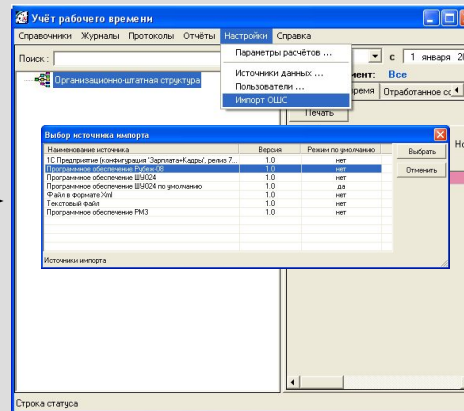 Учёт рабочего времени
Справочники Журналы Протоколы Отчёты Настройки Справка
Поиск :
с 1 января 20
Параметры расчётов ...
Источники данных ...
Пользователи ...
Импорт ОШС
мент: Все
ремя Отработанное сс
Организационно-штатная структура
Печать
Но
Выбор источника импорта
Наименование источника Версия Режим по умолчанию
1С Предприятие (конфигурация "Зарплата+Кадры", релиз 7... 1.0 нет
Программное обеспечение Рубеж-08 1.0 нет
Программное обеспечение ШЭ024 1.0 нет
Программное обеспечение ШЭ024 по умолчанию 1.0 да
Файл в формате Xml 1.0 нет
Текстовый файл 1.0 нет
Программное обеспечение РМЗ 1.0 нет
Выбрать
Отменить
Источники импорта
Строка статуса